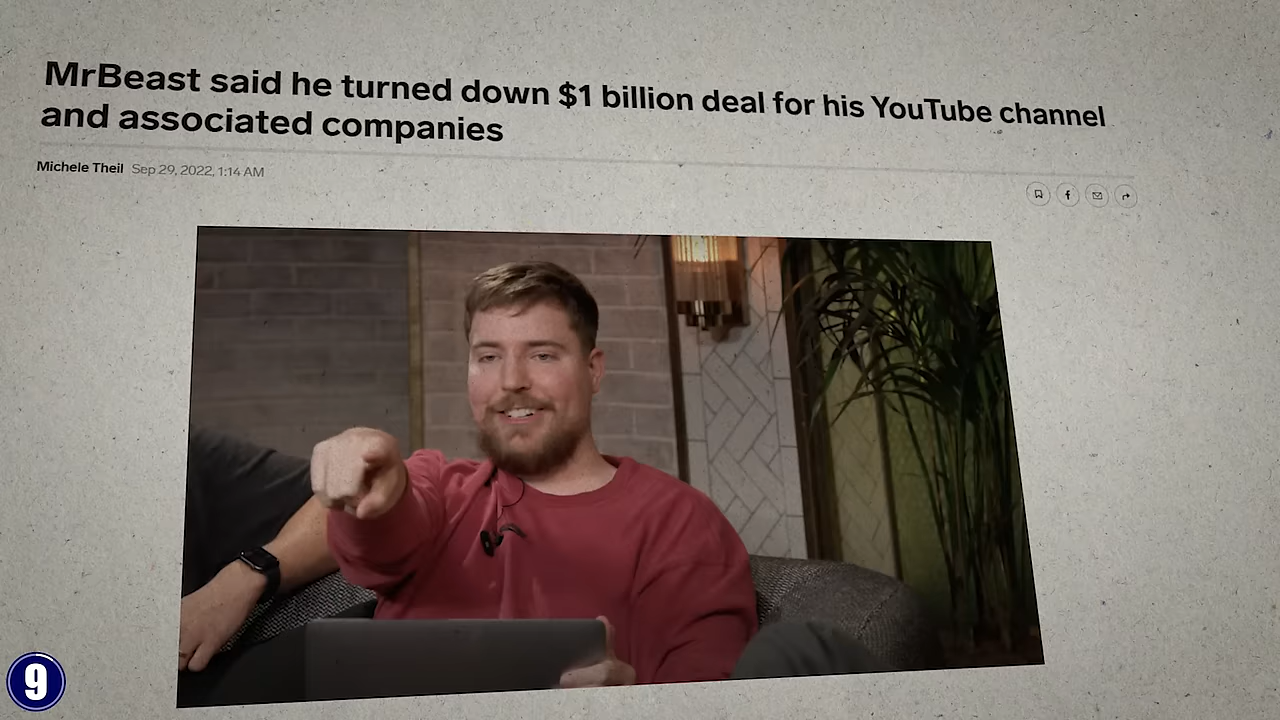 MrBeast said he turned down $1 billion deal for his YouTube channel
and associated companies
Michele Theil Sep 29, 2022, 1:14 AM
9